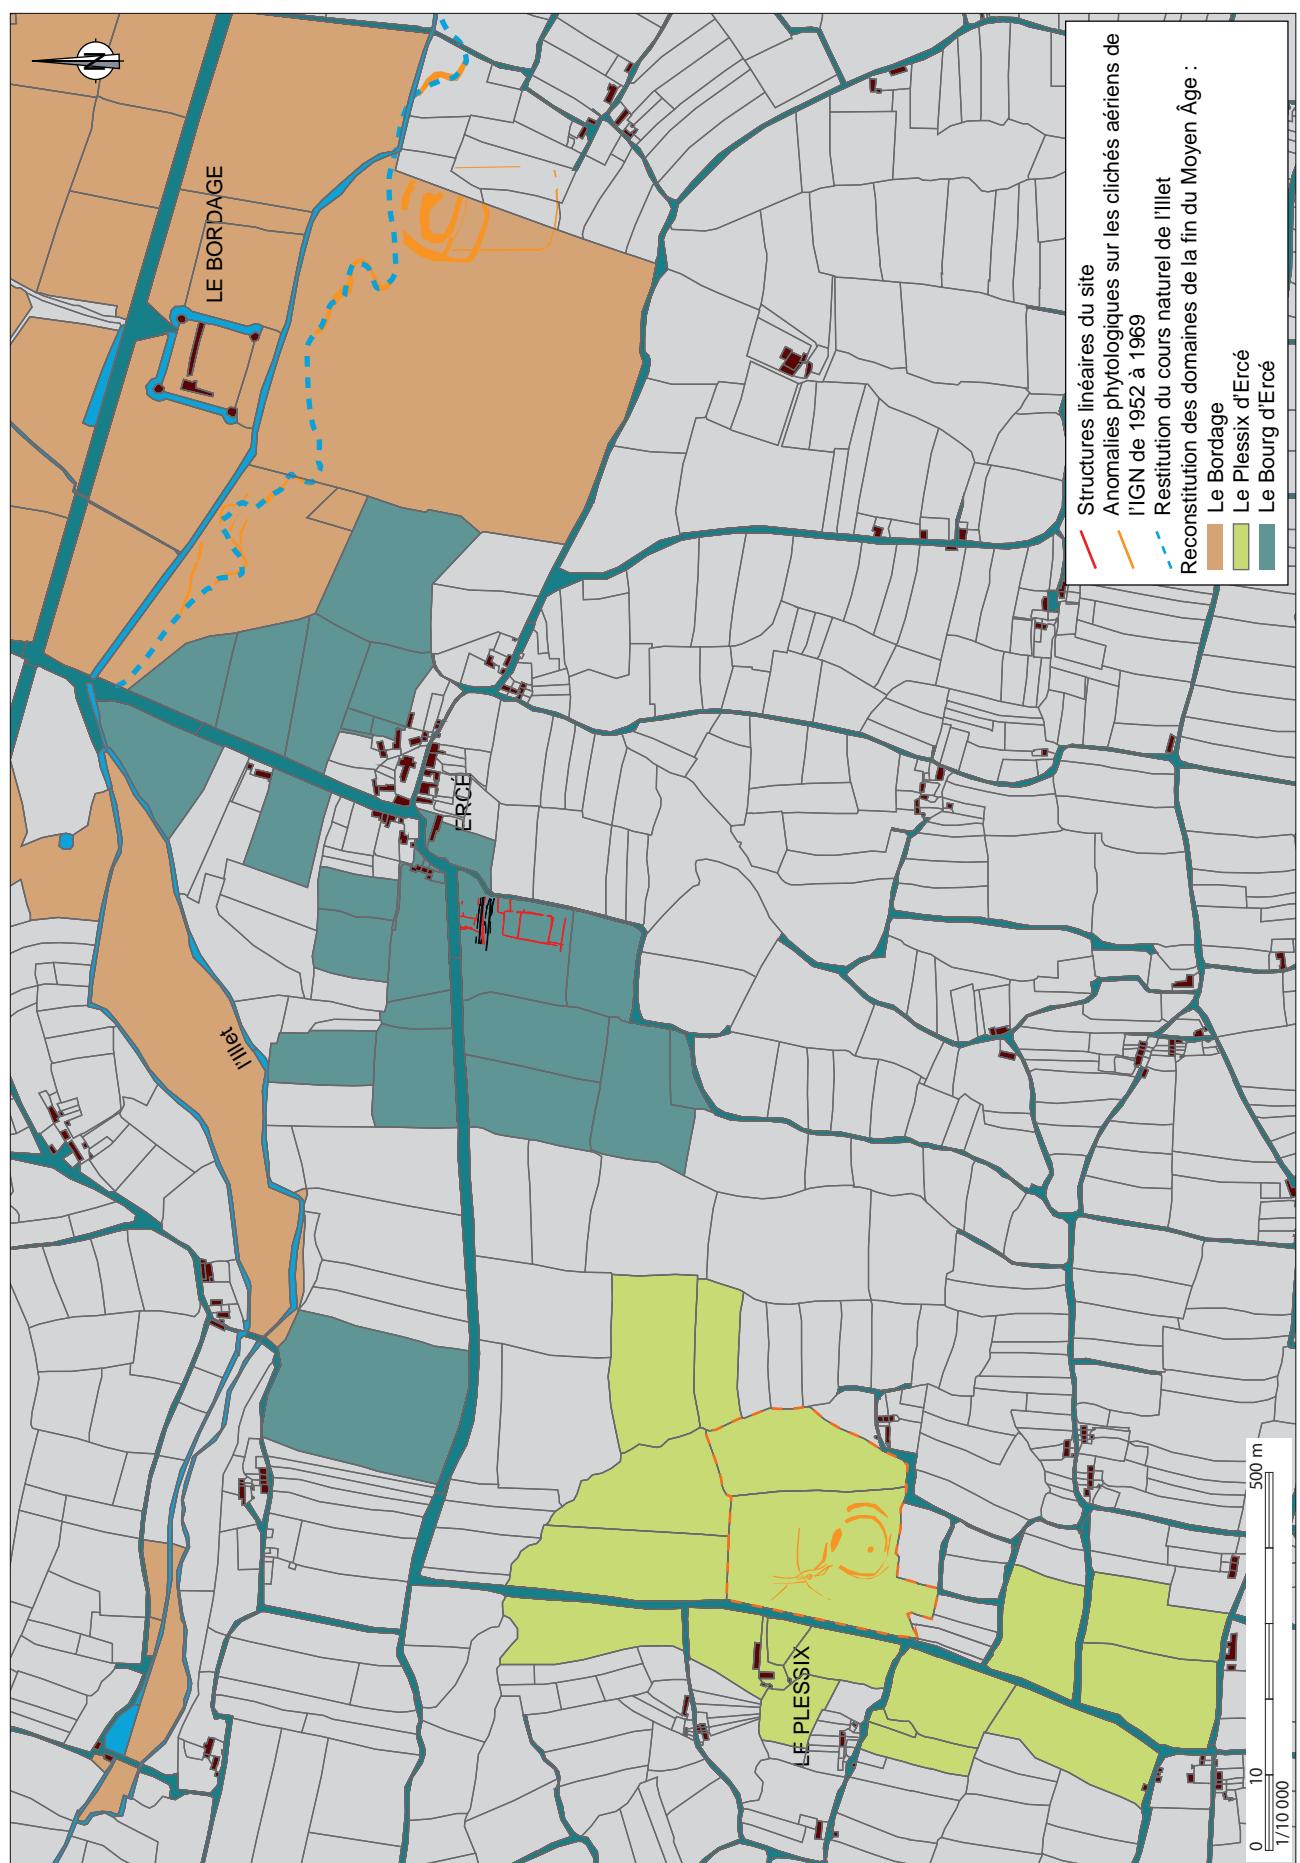 N
LE BORDAGE
ERCÉ
l'Illet
LE PLESSIX
Structures linéaires du site
Anomalies phytologiques sur les clichés aériens de
l'IGN de 1952 à 1969
Restitution du cours naturel de l'Illet
Reconstitution des domaines de la fin du Moyen Âge :
Le Bordage
Le Plessix d'Ercé
Le Bourg d'Ercé
0 10 500 m
1/10 000